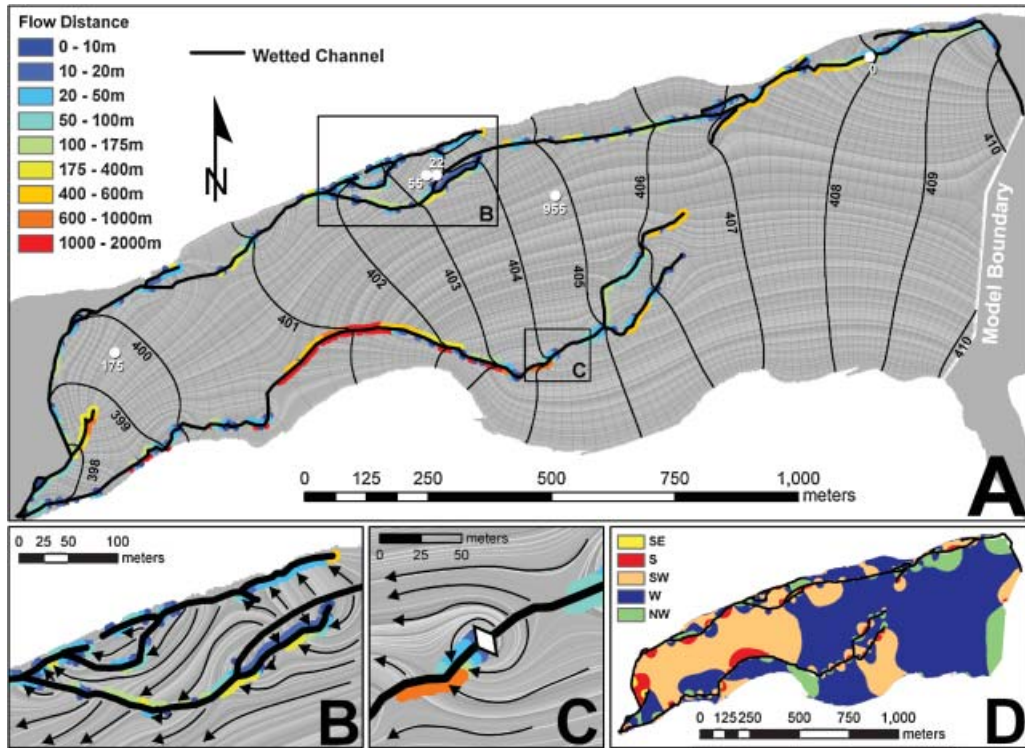 Flow Distance
0 - 10m
10 - 20m
20 - 50m
50 - 100m
100 - 175m
175 - 400m
400 - 600m
600 - 1000m
1000 - 2000m
Wetted Channel
N
0
22
55
B
955
175
C
398
399
400
401
402
403
404
405
406
407
408
409
410
410
Model Boundary
0 125 250 500 750 1,000
meters
A
0 25 50 100
meters
B
0 25 50
meters
C
SE
S
SW
W
NW
0 125 250 500 750 1,000
meters
D